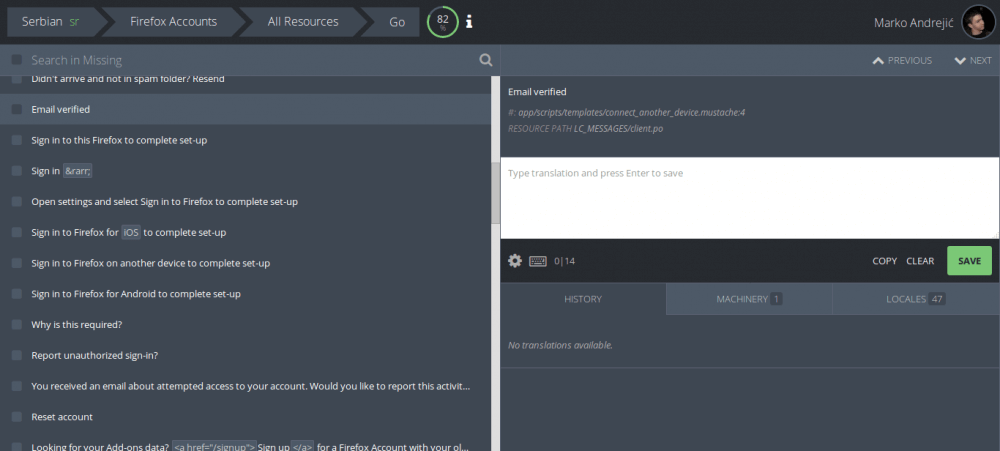 Serbian sr
Firefox Accounts
All Resources
Go
82
%
Marko Andrejić
Search in Missing
PREVIOUS
NEXT
Didn't arrive and not in spam folder? Resend
Email verified
Sign in to this Firefox to complete set-up
Sign in &rarr;
Open settings and select Sign in to Firefox to complete set-up
Sign in to Firefox for iOS to complete set-up
Sign in to Firefox on another device to complete set-up
Sign in to Firefox for Android to complete set-up
Why is this required?
Report unauthorized sign-in?
You received an email about attempted access to your account. Would you like to report this activit...
Reset account
Looking for your Add-ons data? <a href="/signup">Sign up</a> for a Firefox Account with your ol...
Email verified
#: app/scripts/templates/connect_another_device.mustache:4
RESOURCE PATH LC_MESSAGES/client.po
Type translation and press Enter to save
0|14
COPY
CLEAR
SAVE
HISTORY
MACHINERY 1
LOCALES 47
No translations available.